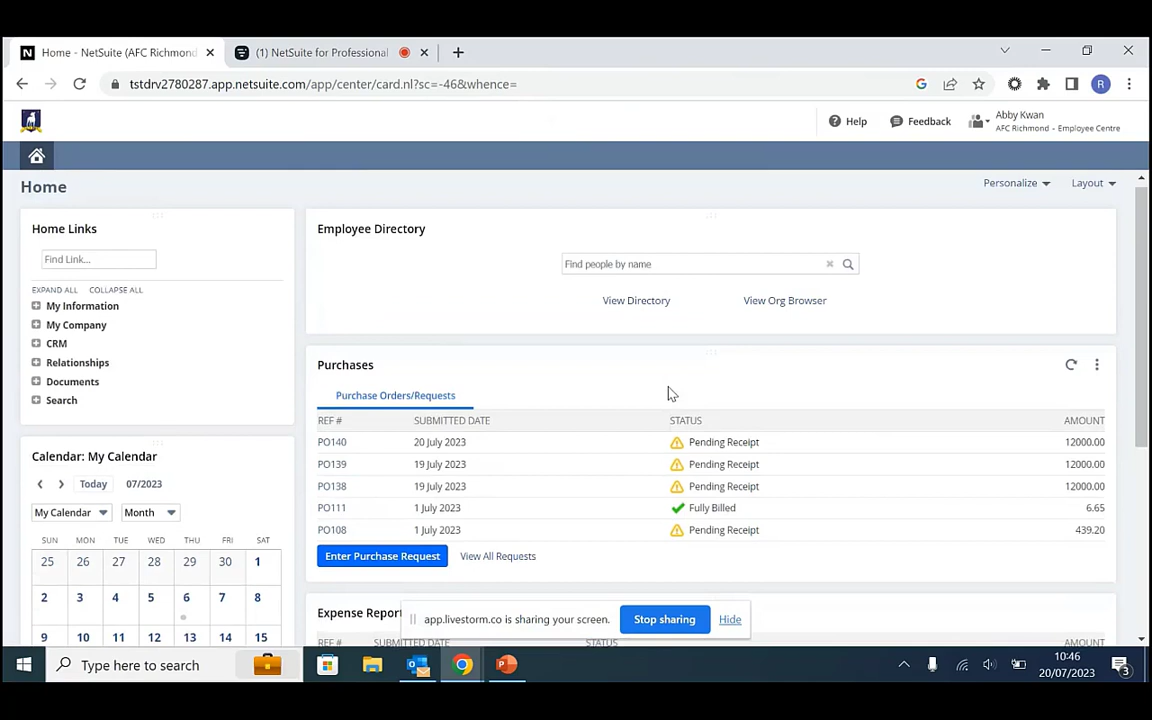 Home - NetSuite (AFC Richmond
(1) NetSuite for Professional
tstdrv2780287.app.netsuite.com/app/center/card.nl?sc=-46&whence=
R
Help
Feedback
Abby Kwan
AFC Richmond - Employee Centre
Home
Personalize
Layout
Home Links
Find Link...
EXPAND ALL COLLAPSE ALL
My Information
My Company
CRM
Relationships
Documents
Search
Calendar: My Calendar
Today 07/2023
My Calendar Month
SUN MON TUE WED THU FRI SAT
25 26 27 28 29 30 1
2 3 4 5 6 7 8
9 10 11 12 13 14 15
Employee Directory
Find people by name
View Directory View Org Browser
Purchases
Purchase Orders/Requests
REF # SUBMITTED DATE STATUS AMOUNT
PO140 20 July 2023 Pending Receipt 12000.00
PO139 19 July 2023 Pending Receipt 12000.00
PO138 19 July 2023 Pending Receipt 12000.00
PO111 1 July 2023 Fully Billed 6.65
PO108 1 July 2023 Pending Receipt 439.20
Enter Purchase Request View All Requests
Expense Report
REF # SUBMITTED DATE STATUS AMOUNT
app.livestorm.co is sharing your screen. Stop sharing Hide
Type here to search
10:46
20/07/2023
3